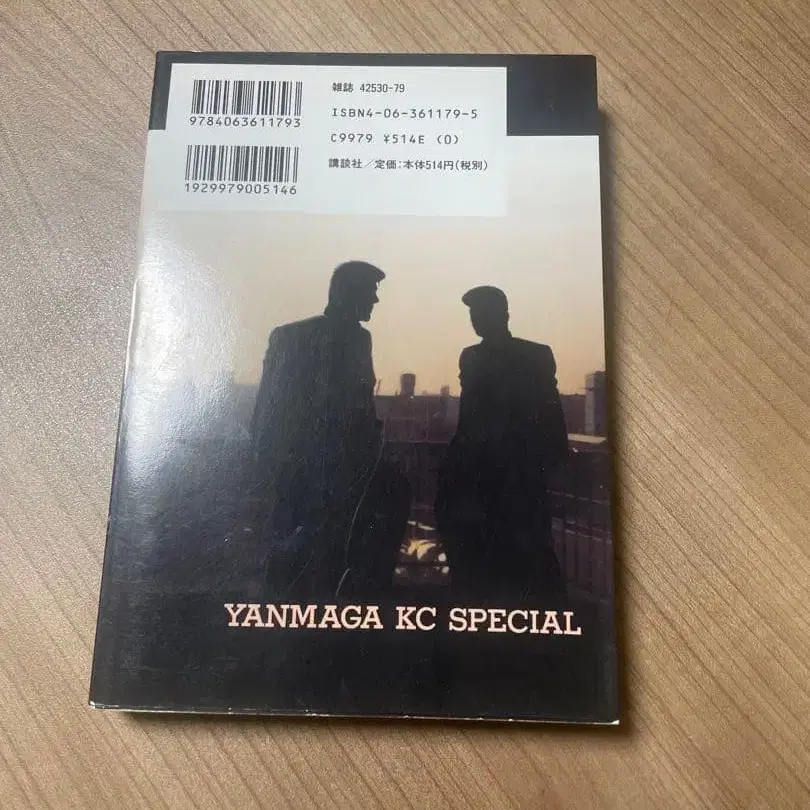 雑誌 42530-79
9784063611793
ISBN4-06-361179-5
C9979 ¥514E (0)
1929979005146
講談社/定価:本体514円(税別)
YANMAGA KC SPECIAL